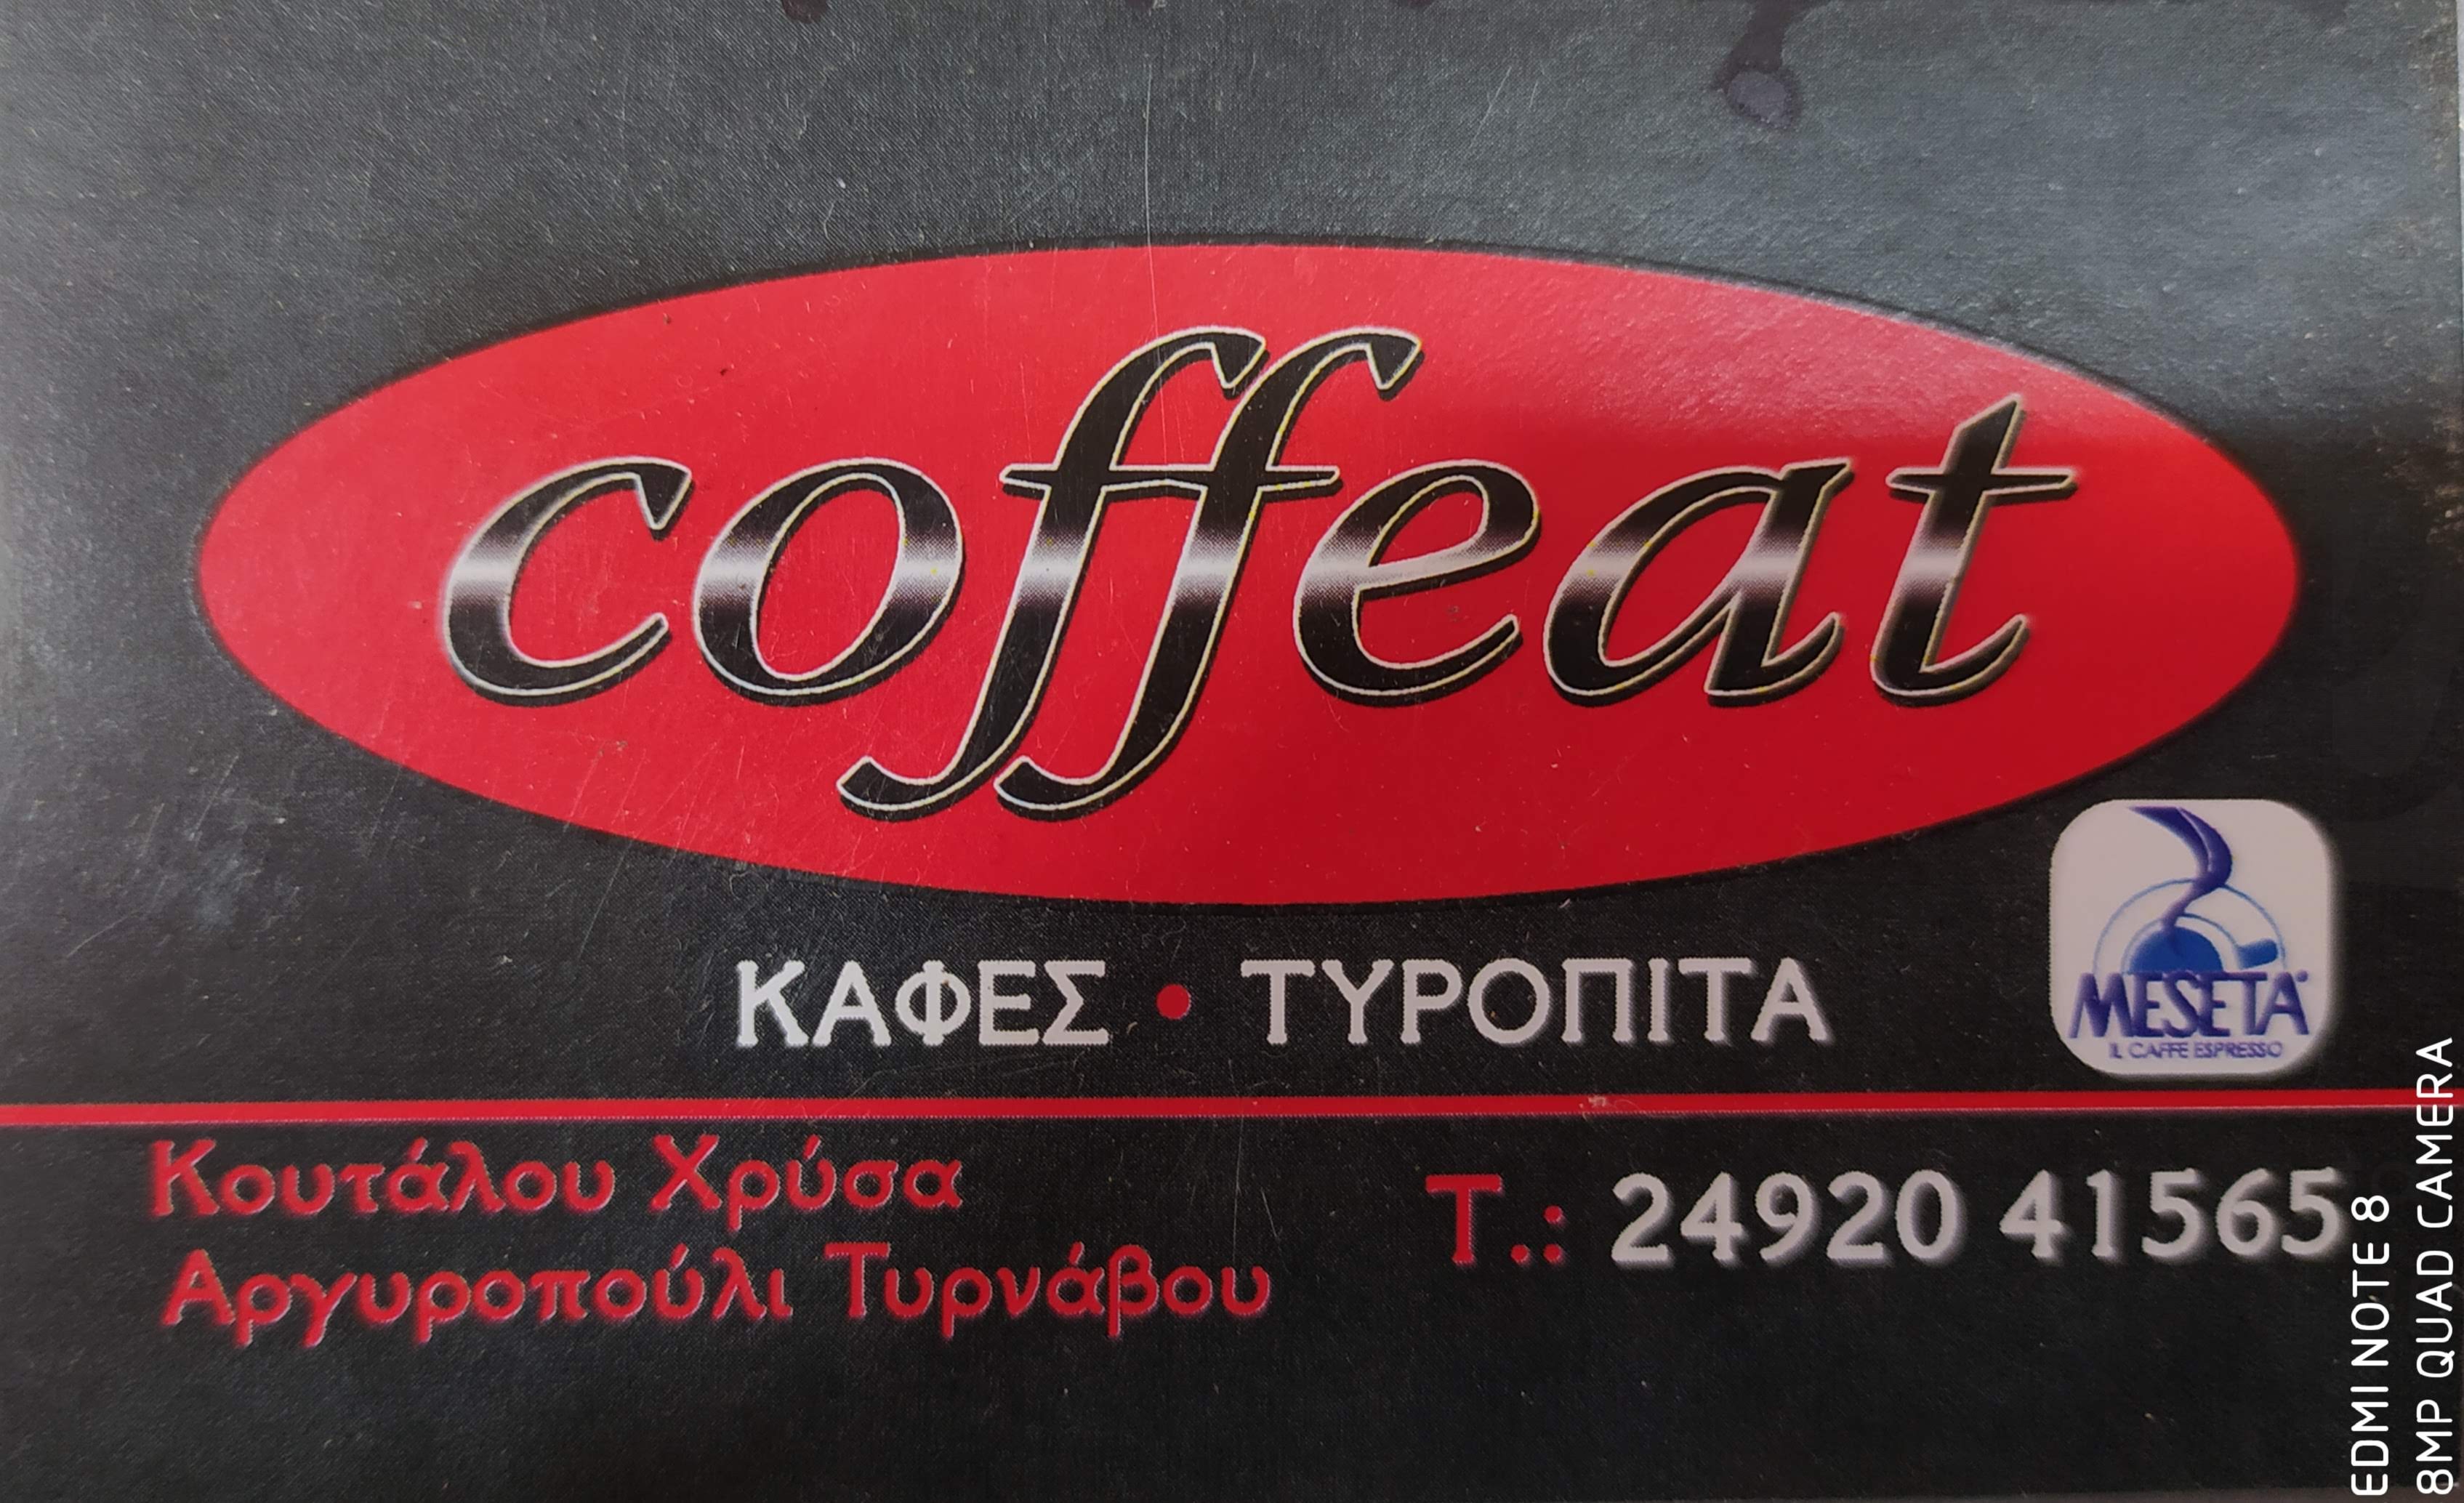 coffeat
ΚΑΦΕΣ • ΤΥΡΟΠΙΤΑ
MESETA
IL CAFFE ESPRESSO
Κουτάλου Χρύσα
Αργυροπούλι Τυρνάβου
Τ.: 24920 41565
EDMI NOTE 8
8MP QUAD CAMERA